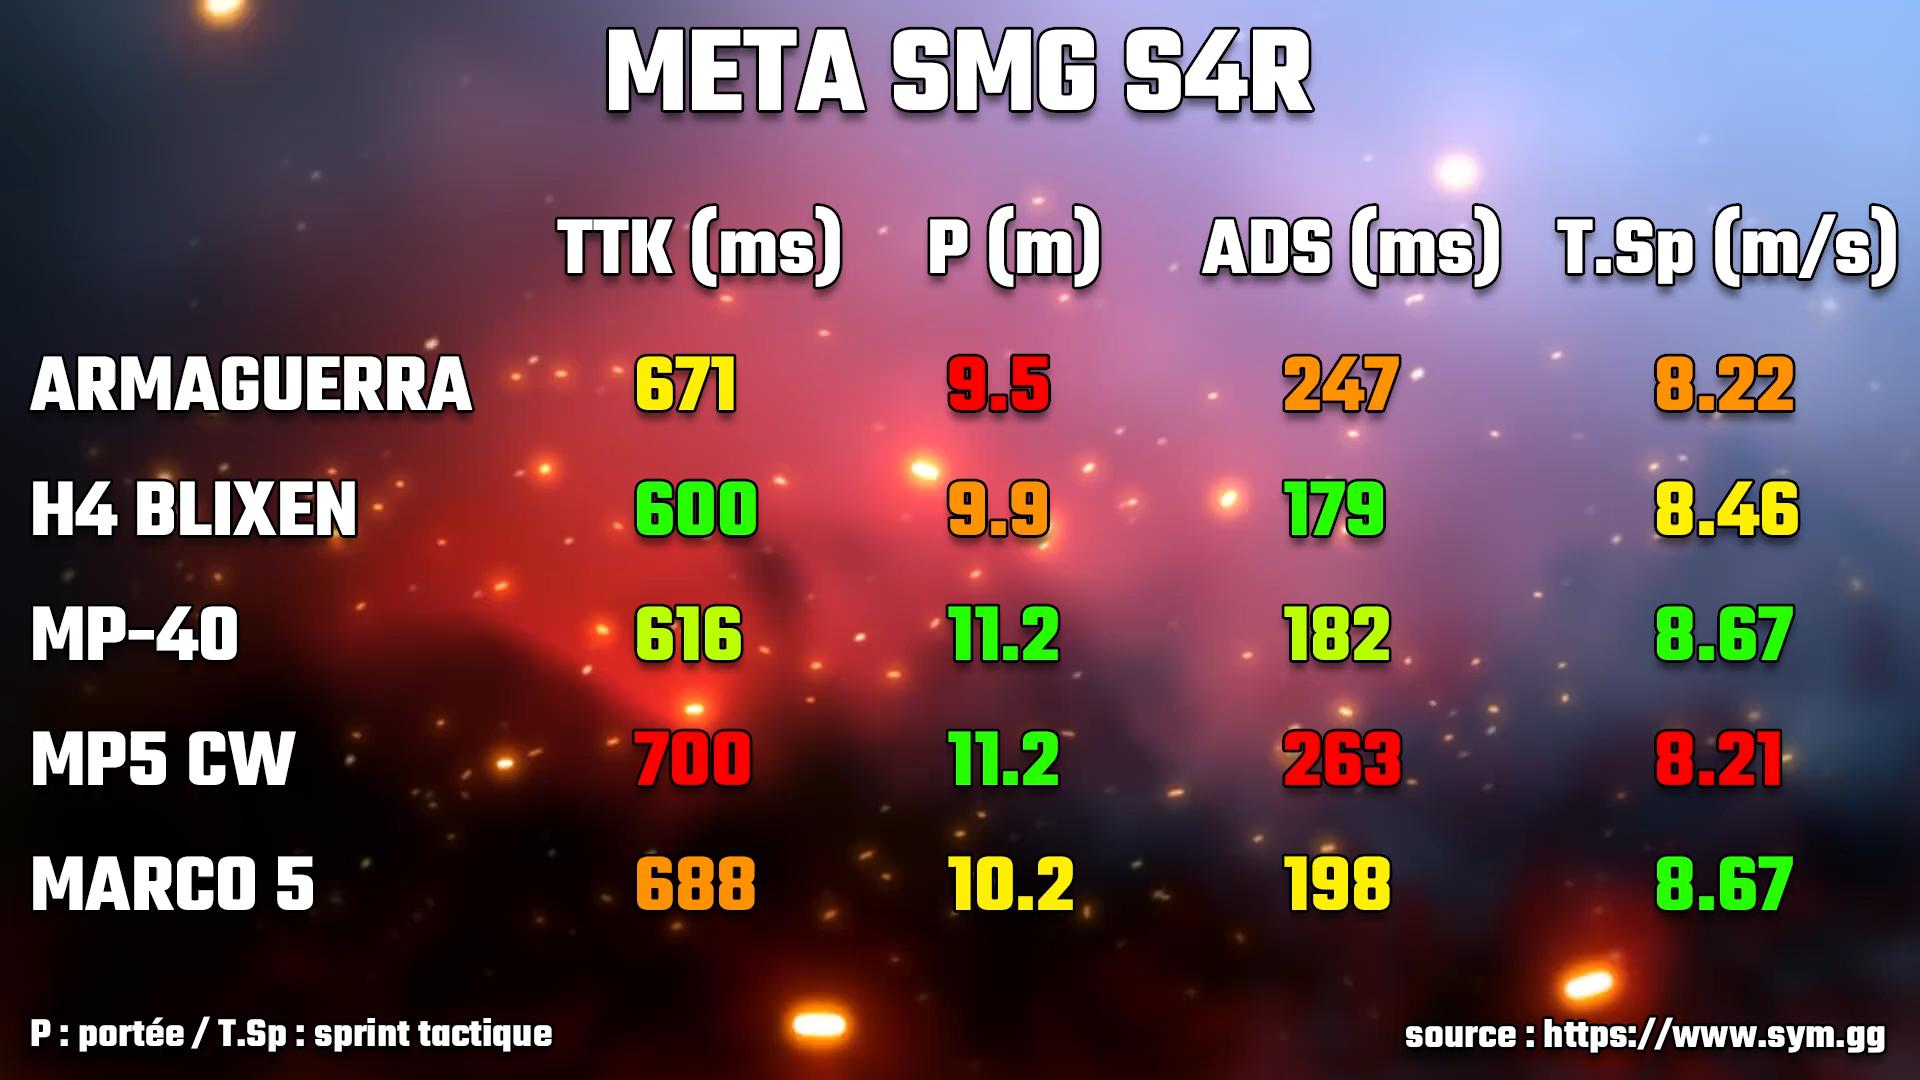 META SMG S4R
TTK (ms) P (m) ADS (ms) T.Sp (m/s)
ARMAGUERRA 671 9.5 247 8.22
H4 BLIXEN 600 9.9 179 8.46
MP-40 616 11.2 182 8.67
MP5 CW 700 11.2 263 8.21
MARCO 5 688 10.2 198 8.67
P : portée / T.Sp : sprint tactique source : https://www.sym.gg